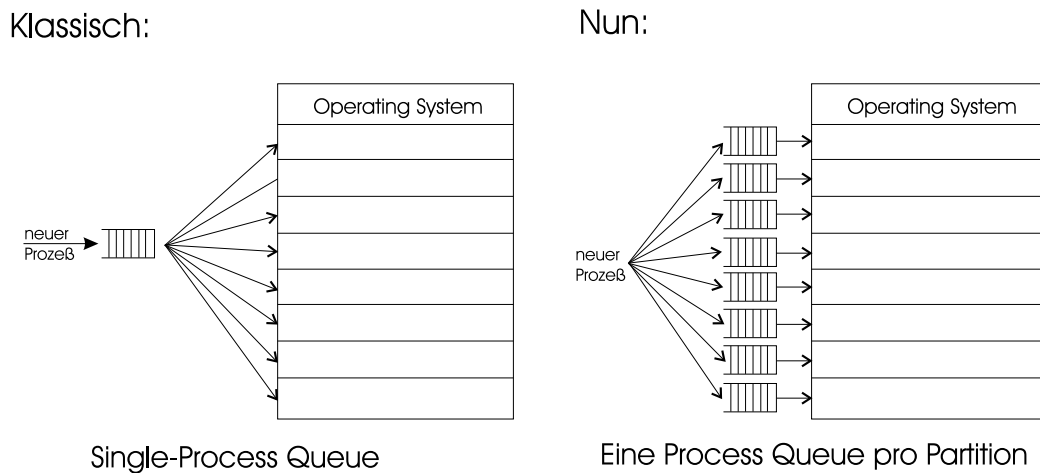 Klassisch:
Nun:
Operating System
Operating System
neuer
Prozeß
neuer
Prozeß
Single-Process Queue
Eine Process Queue pro Partition